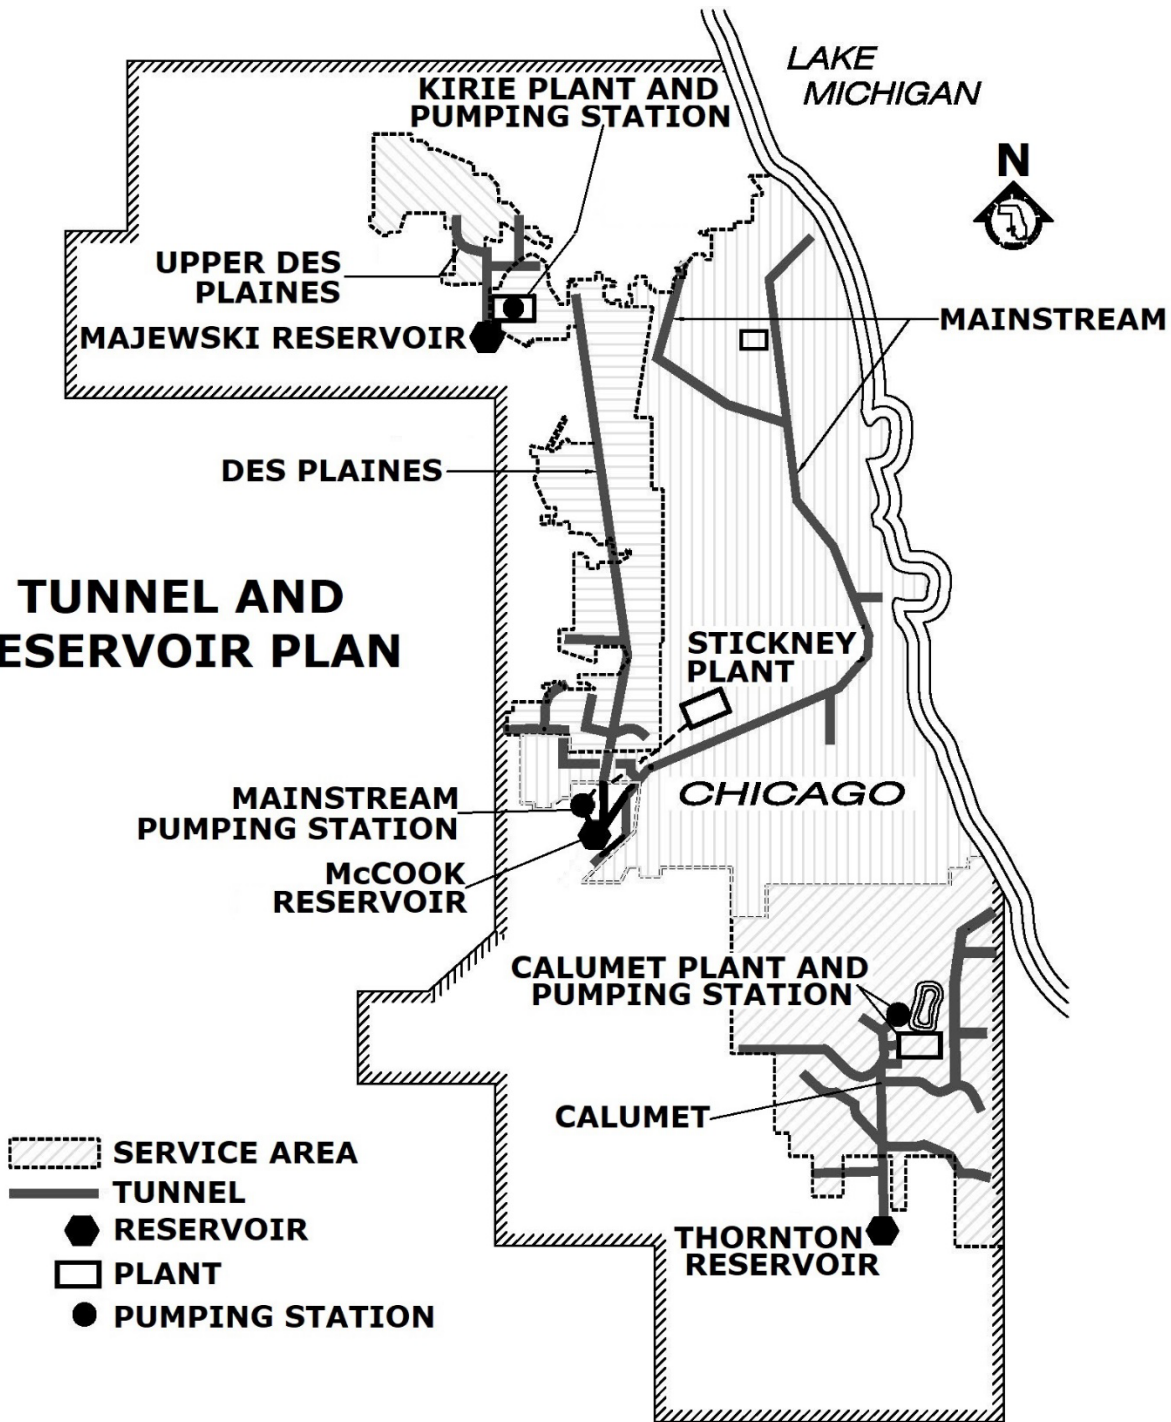 LAKE
MICHIGAN
KIRIE PLANT AND
PUMPING STATION
N
UPPER DES
PLAINES
MAJEWSKI RESERVOIR
MAINSTREAM
DES PLAINES
TUNNEL AND
ESERVOIR PLAN
STICKNEY
PLANT
MAINSTREAM
PUMPING STATION
CHICAGO
McCOOK
RESERVOIR
CALUMET PLANT AND
PUMPING STATION
CALUMET
SERVICE AREA
TUNNEL
RESERVOIR
PLANT
PUMPING STATION
THORNTON
RESERVOIR